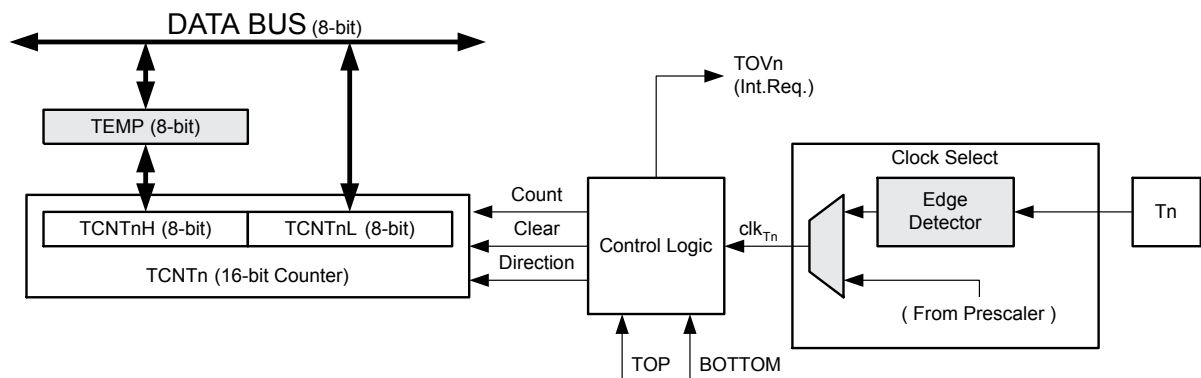 DATA BUS (8-bit)
TOVn
(Int.Req.)
TEMP (8-bit)
Clock Select
Count
Edge
Detector
Tn
TCNTnH (8-bit)
TCNTnL (8-bit)
Clear
Control Logic
clkTn
TCNTn (16-bit Counter)
Direction
( From Prescaler )
TOP
BOTTOM